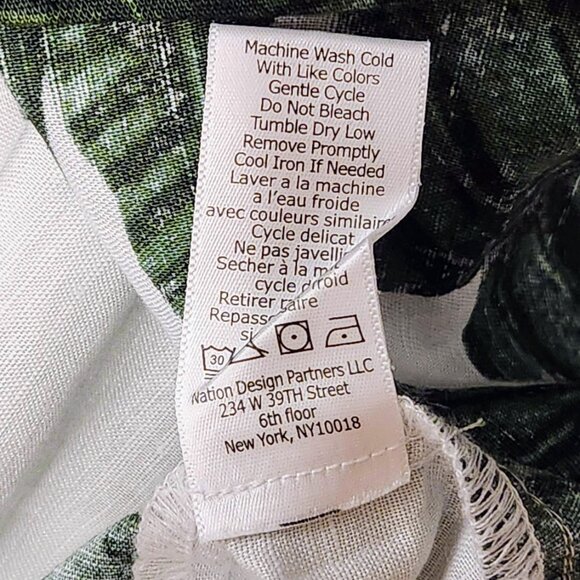 Machine Wash Cold
With Like Colors
Gentle Cycle
Do Not Bleach
Tumble Dry Low
Remove Promptly
Cool Iron If Needed
Laver a la machine
a l'eau froide
avec couleurs similair
Cycle delicat
Ne pas javelli
Secher à la
cycle
Retirer
Repass
si
30
Nation Design Partners LLC
234 W 39TH Street
6th floor
New York, NY10018